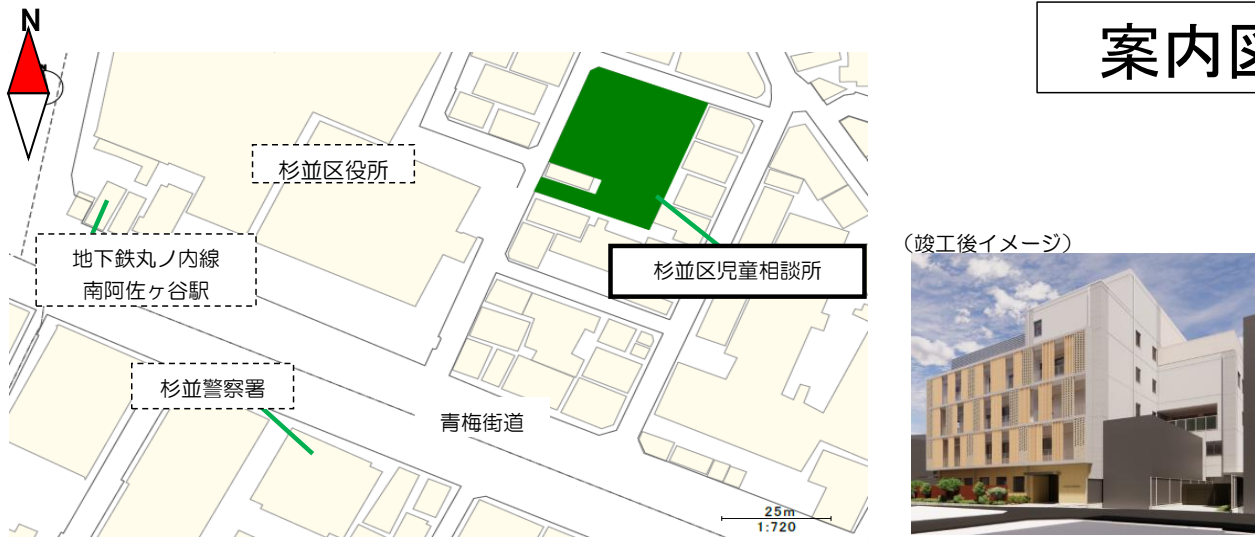 N
案内図
杉並区役所
地下鉄丸ノ内線
南阿佐ヶ谷駅
杉並区児童相談所
（竣工後イメージ）
杉並警察署
青梅街道
25m
1:720